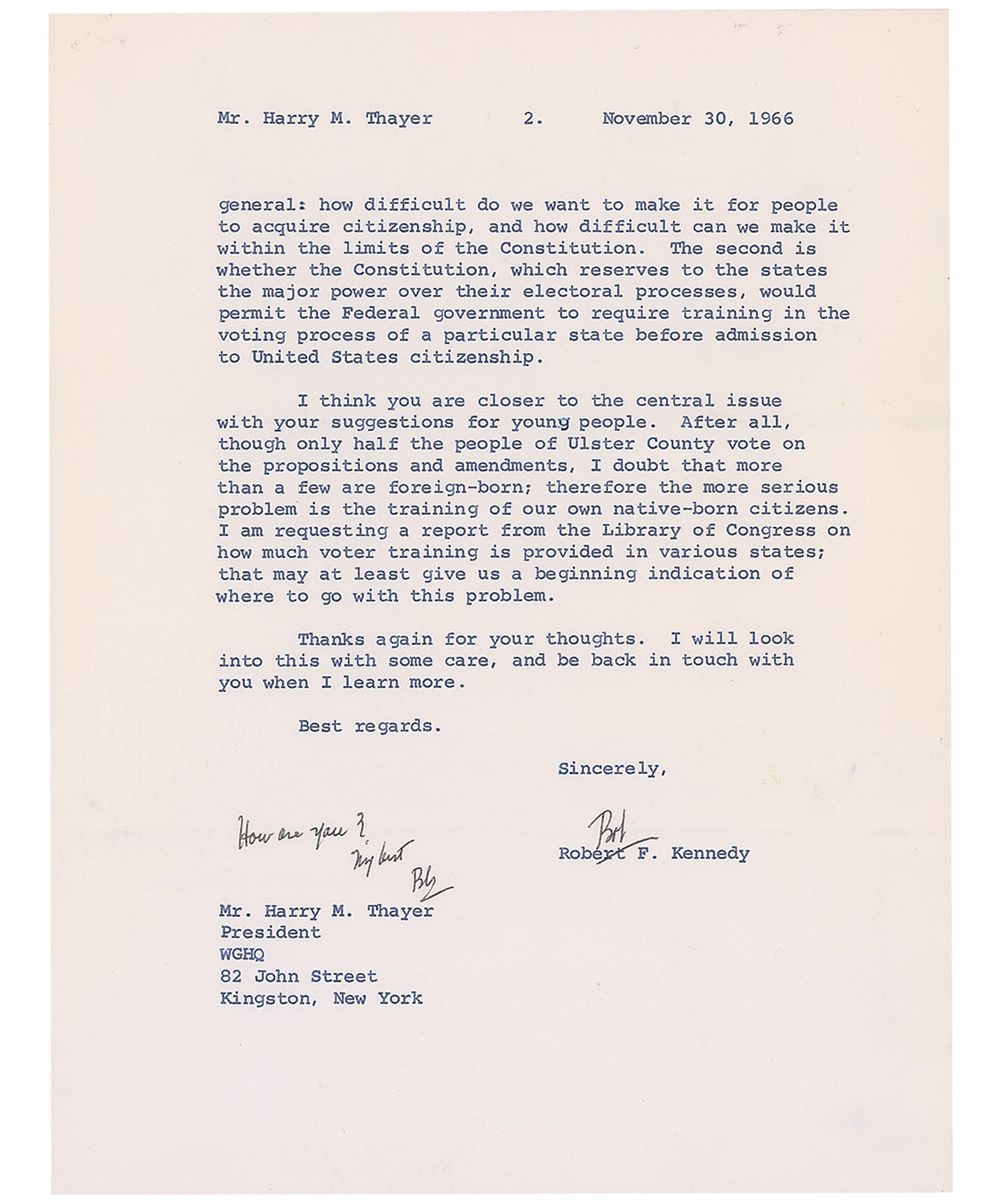 Mr. Harry M. Thayer 2. November 30, 1966
general: how difficult do we want to make it for people
to acquire citizenship, and how difficult can we make it
within the limits of the Constitution. The second is
whether the Constitution, which reserves to the states
the major power over their electoral processes, would
permit the Federal government to require training in the
voting process of a particular state before admission
to United States citizenship.
I think you are closer to the central issue
with your suggestions for young people. After all,
though only half the people of Ulster County vote on
the propositions and amendments, I doubt that more
than a few are foreign-born; therefore the more serious
problem is the training of our own native-born citizens.
I am requesting a report from the Library of Congress on
how much voter training is provided in various states;
that may at least give us a beginning indication of
where to go with this problem.
Thanks again for your thoughts. I will look
into this with some care, and be back in touch with
you when I learn more.
Best regards.
Sincerely,
Robert F. Kennedy
How are you?
My best
Mr. Harry M. Thayer
President
WGHQ
82 John Street
Kingston, New York